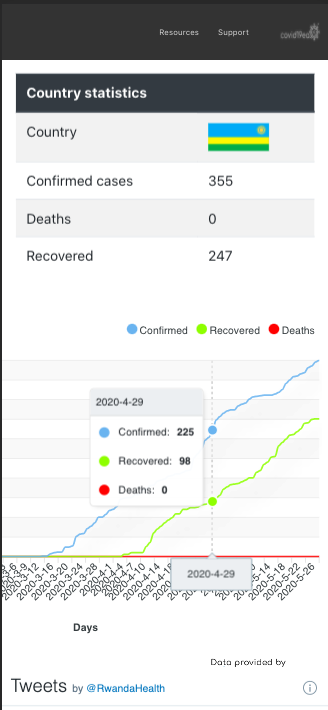 Resources Support covid19ed
Country statistics
Country
Confirmed cases 355
Deaths 0
Recovered 247
Confirmed Recovered Deaths
2020-4-29
Confirmed: 225
Recovered: 98
Deaths: 0
2020-3-9 2020-3-12 2020-3-16 2020-3-20 2020-3-24 2020-3-28 2020-4-1 2020-4-4 2020-4-7 2020-4-10 2020-4-14 2020-4-29 2020-5-14 2020-5-18 2020-5-22 2020-5-26
Days
Data provided by
Tweets by @RwandaHealth